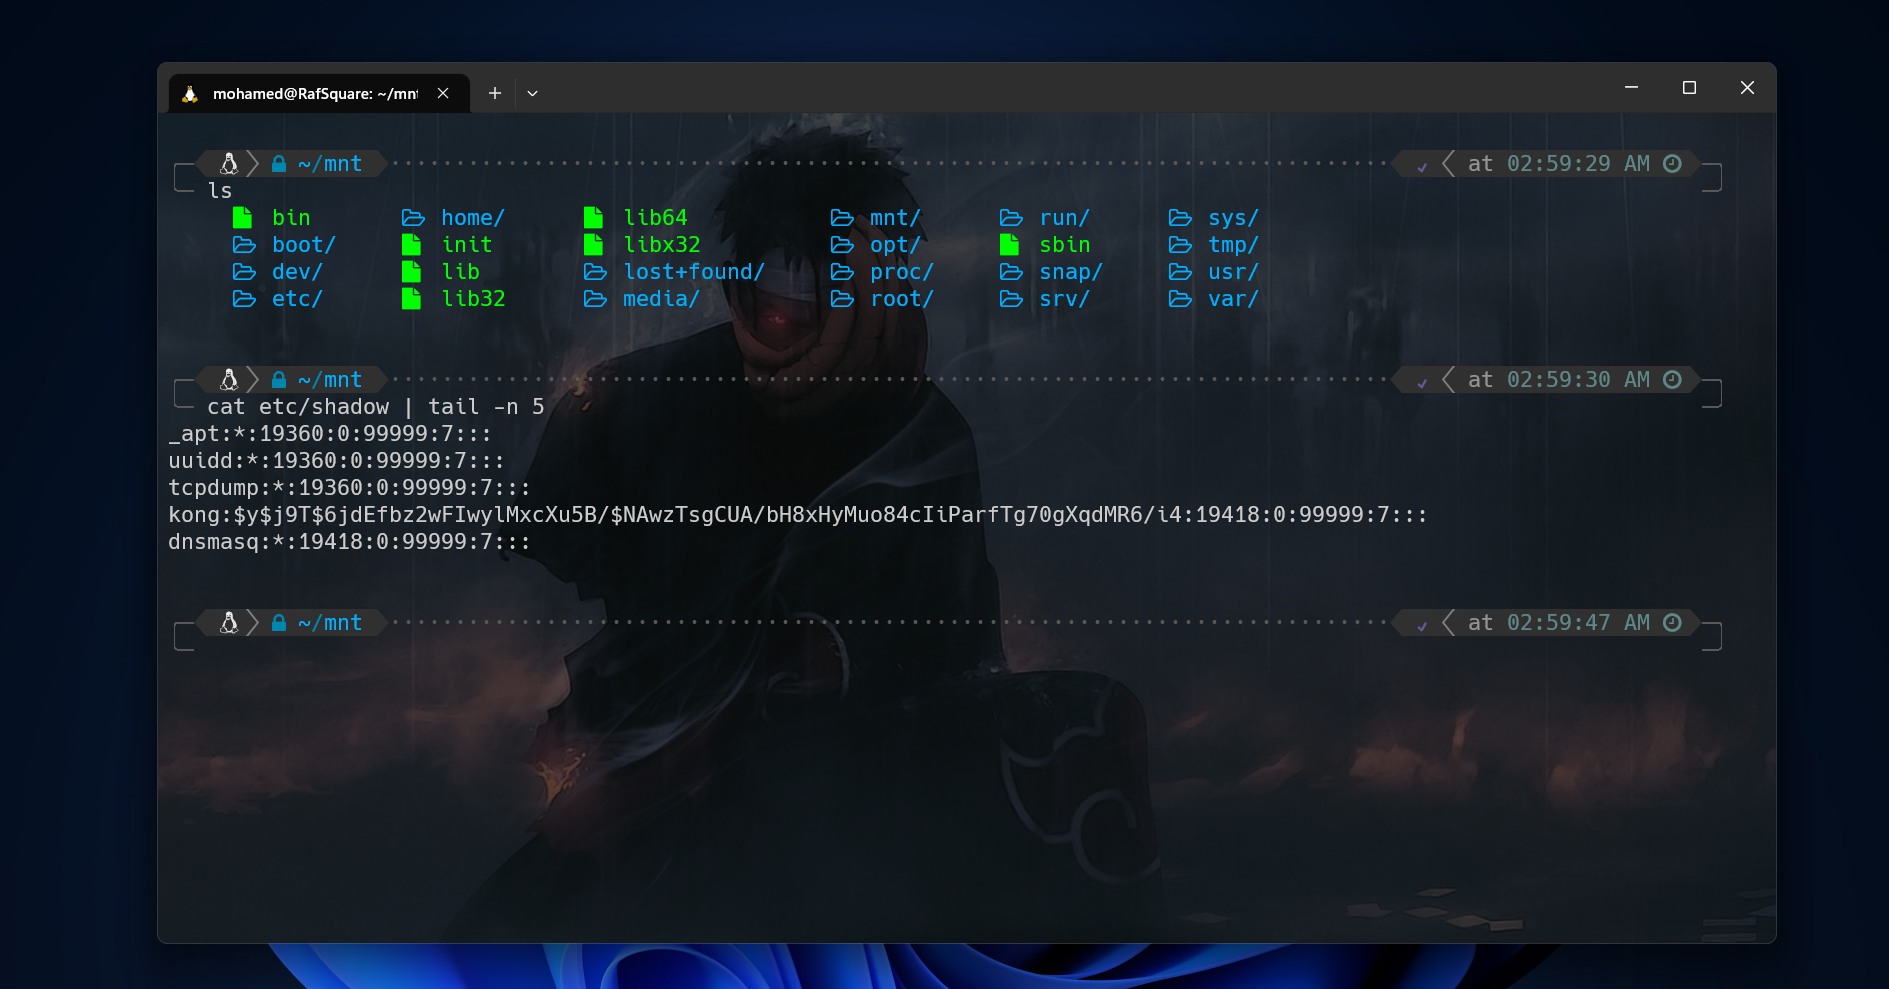 mohamed@RafSquare: ~/mnt
~/mnt at 02:59:29 AM
ls
bin home/ lib64 mnt/ run/ sys/
boot/ init libx32 opt/ sbin tmp/
dev/ lib lost+found/ proc/ snap/ usr/
etc/ lib32 media/ root/ srv/ var/
~/mnt at 02:59:30 AM
cat etc/shadow | tail -n 5
_apt:*:19360:0:99999:7:::
uuidd:*:19360:0:99999:7:::
tcpdump:*:19360:0:99999:7:::
kong:$y$j9T$6jdEfbz2wFIwylMxcXu5B/$NAwzTsgCUA/bH8xHyMuo84cIiParfTg70gXqdMR6/i4:19418:0:99999:7:::
dnsmasq:*:19418:0:99999:7:::
~/mnt at 02:59:47 AM